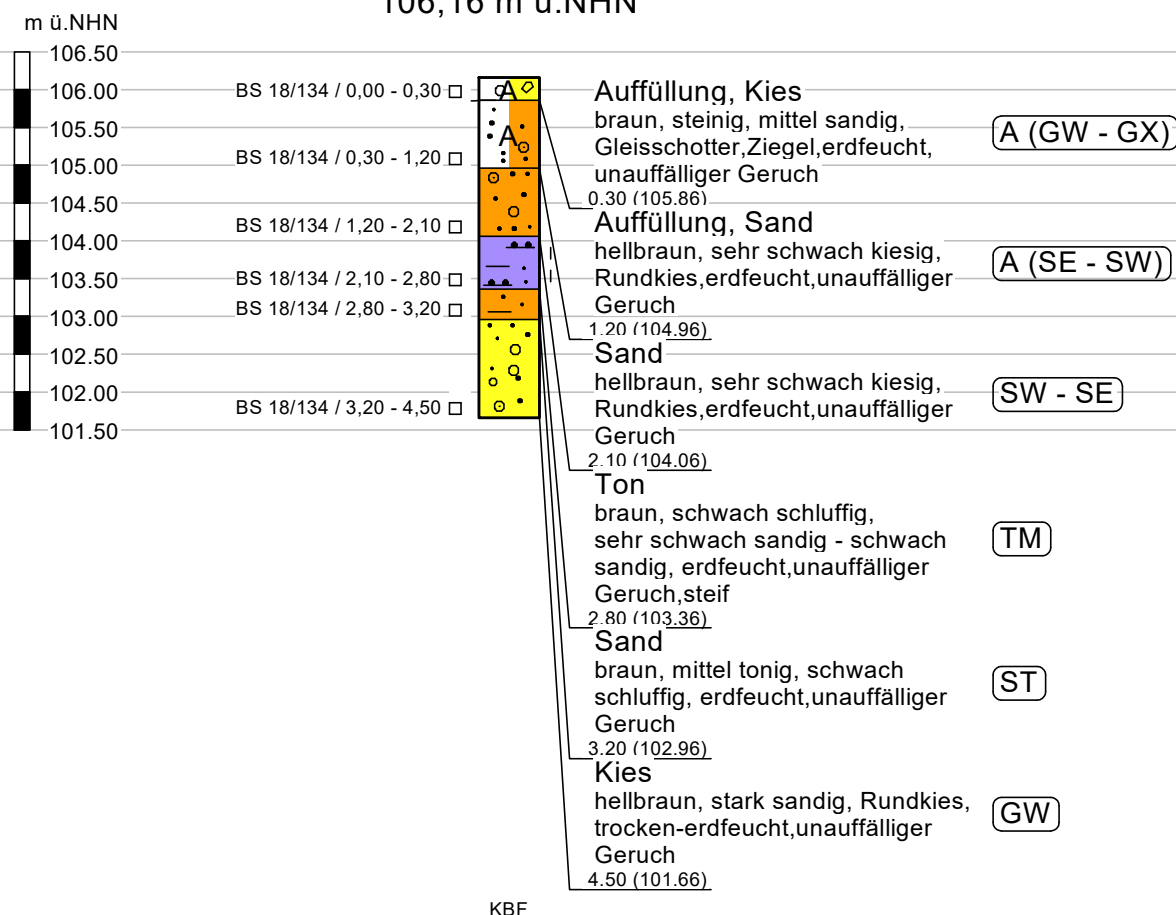 106,16 m ü.NHN
m ü.NHN
106.50
106.00
105.50
105.00
104.50
104.00
103.50
103.00
102.50
102.00
101.50
BS 18/134 / 0,00 - 0,30
BS 18/134 / 0,30 - 1,20
BS 18/134 / 1,20 - 2,10
BS 18/134 / 2,10 - 2,80
BS 18/134 / 2,80 - 3,20
BS 18/134 / 3,20 - 4,50
A
A
Auffüllung, Kies
braun, steinig, mittel sandig,
Gleisschotter,Ziegel,erdfeucht,
unauffälliger Geruch
0.30 (105.86)
A (GW - GX)
Auffüllung, Sand
hellbraun, sehr schwach kiesig,
Rundkies,erdfeucht,unauffälliger
Geruch
1.20 (104.96)
A (SE - SW)
Sand
hellbraun, sehr schwach kiesig,
Rundkies,erdfeucht,unauffälliger
Geruch
2.10 (104.06)
SW - SE
Ton
braun, schwach schluffig,
sehr schwach sandig - schwach
sandig, erdfeucht,unauffälliger
Geruch,steif
2.80 (103.36)
TM
Sand
braun, mittel tonig, schwach
schluffig, erdfeucht,unauffälliger
Geruch
3.20 (102.96)
ST
Kies
hellbraun, stark sandig, Rundkies,
trocken-erdfeucht,unauffälliger
Geruch
4.50 (101.66)
GW
KBF